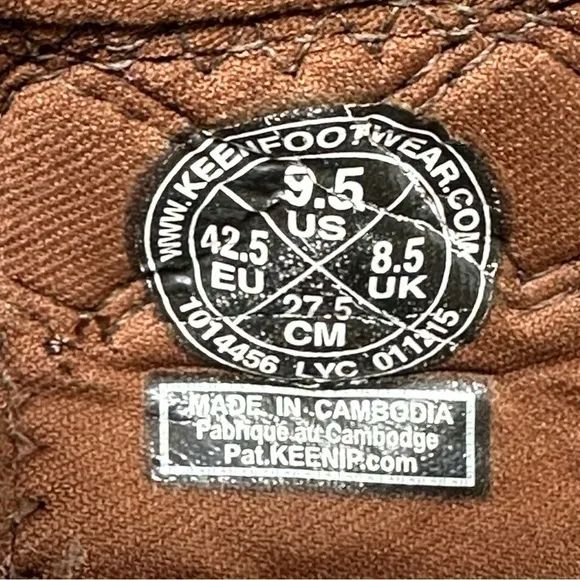 WWW.KEENFOOTWEAR.COM
9.5
US
42.5
EU
8.5
UK
27.5
CM
1014456 LYC 011215
MADE IN CAMBODIA
Fabriqué au Cambodge
Pat.KEENIP.com